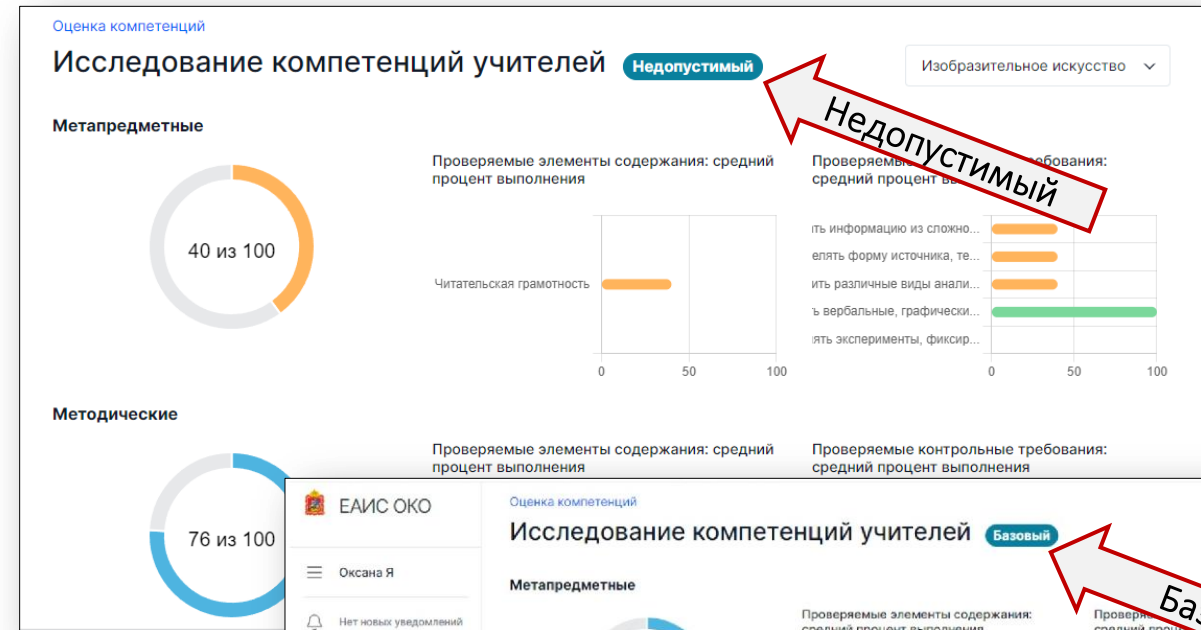 Оценка компетенций
Исследование компетенций учителей Недопустимый
Изобразительное искусство
Недопустимый
Метапредметные
40 из 100
Проверяемые элементы содержания: средний
процент выполнения
Читательская грамотность
0 50 100
требования:
средний процент
ть информацию из сложно...
елять форму источника, те...
ить различные виды анали...
ь вербальные, графически...
ять эксперименты, фиксир...
0 50 100
Методические
76 из 100
Проверяемые элементы содержания: средний
процент выполнения
Проверяемые контрольные требования:
средний процент выполнения
ЕАИС ОКО
Оксана Я
Нет новых уведомлений
Оценка компетенций
Исследование компетенций учителей Базовый
Метапредметные
Проверяемые элементы содержания:
средний процент выполнения
средний